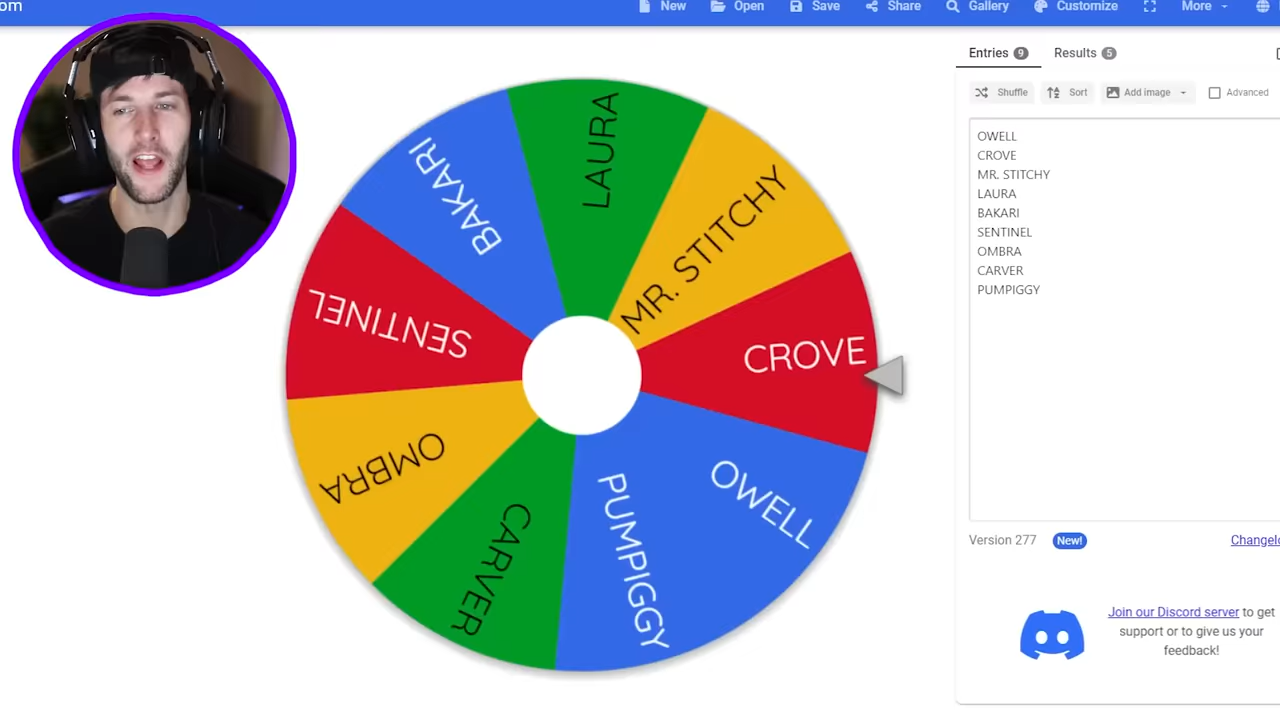 om
New
Open
Save
Share
Gallery
Customize
More
Entries 9
Results 5
Shuffle
Sort
Add image
Advanced
OWELL
CROVE
MR. STITCHY
LAURA
BAKARI
SENTINEL
OMBRA
CARVER
PUMPIGGY
LAURA
MR. STITCHY
CROVE
OWELL
PUMPIGGY
CARVER
OMBRA
SENTINEL
BAKARI
Version 277
New!
Changelo
Join our Discord server to get
support or to give us your
feedback!